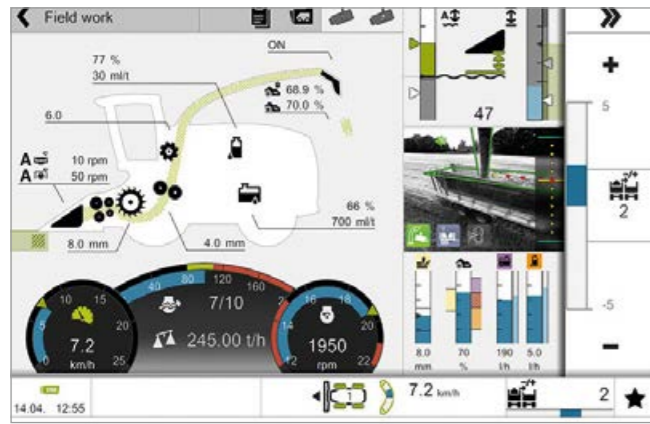 Field work
ON
77 %
30 ml/t
68.9 %
70.0 %
6.0
A 10 rpm
A 50 rpm
66 %
700 ml/t
8.0 mm
4.0 mm
A
47
+
5
2
-5
–
10 15
5 20
0 25
7.2
km/h
40 80 120 160
7/10
245.00 t/h
16 18
14 20
12 22
1950
rpm
8.0 70 190 5.0
mm % l/h l/h
14.04. 12:55
1
7.2 km/h
-/+
2